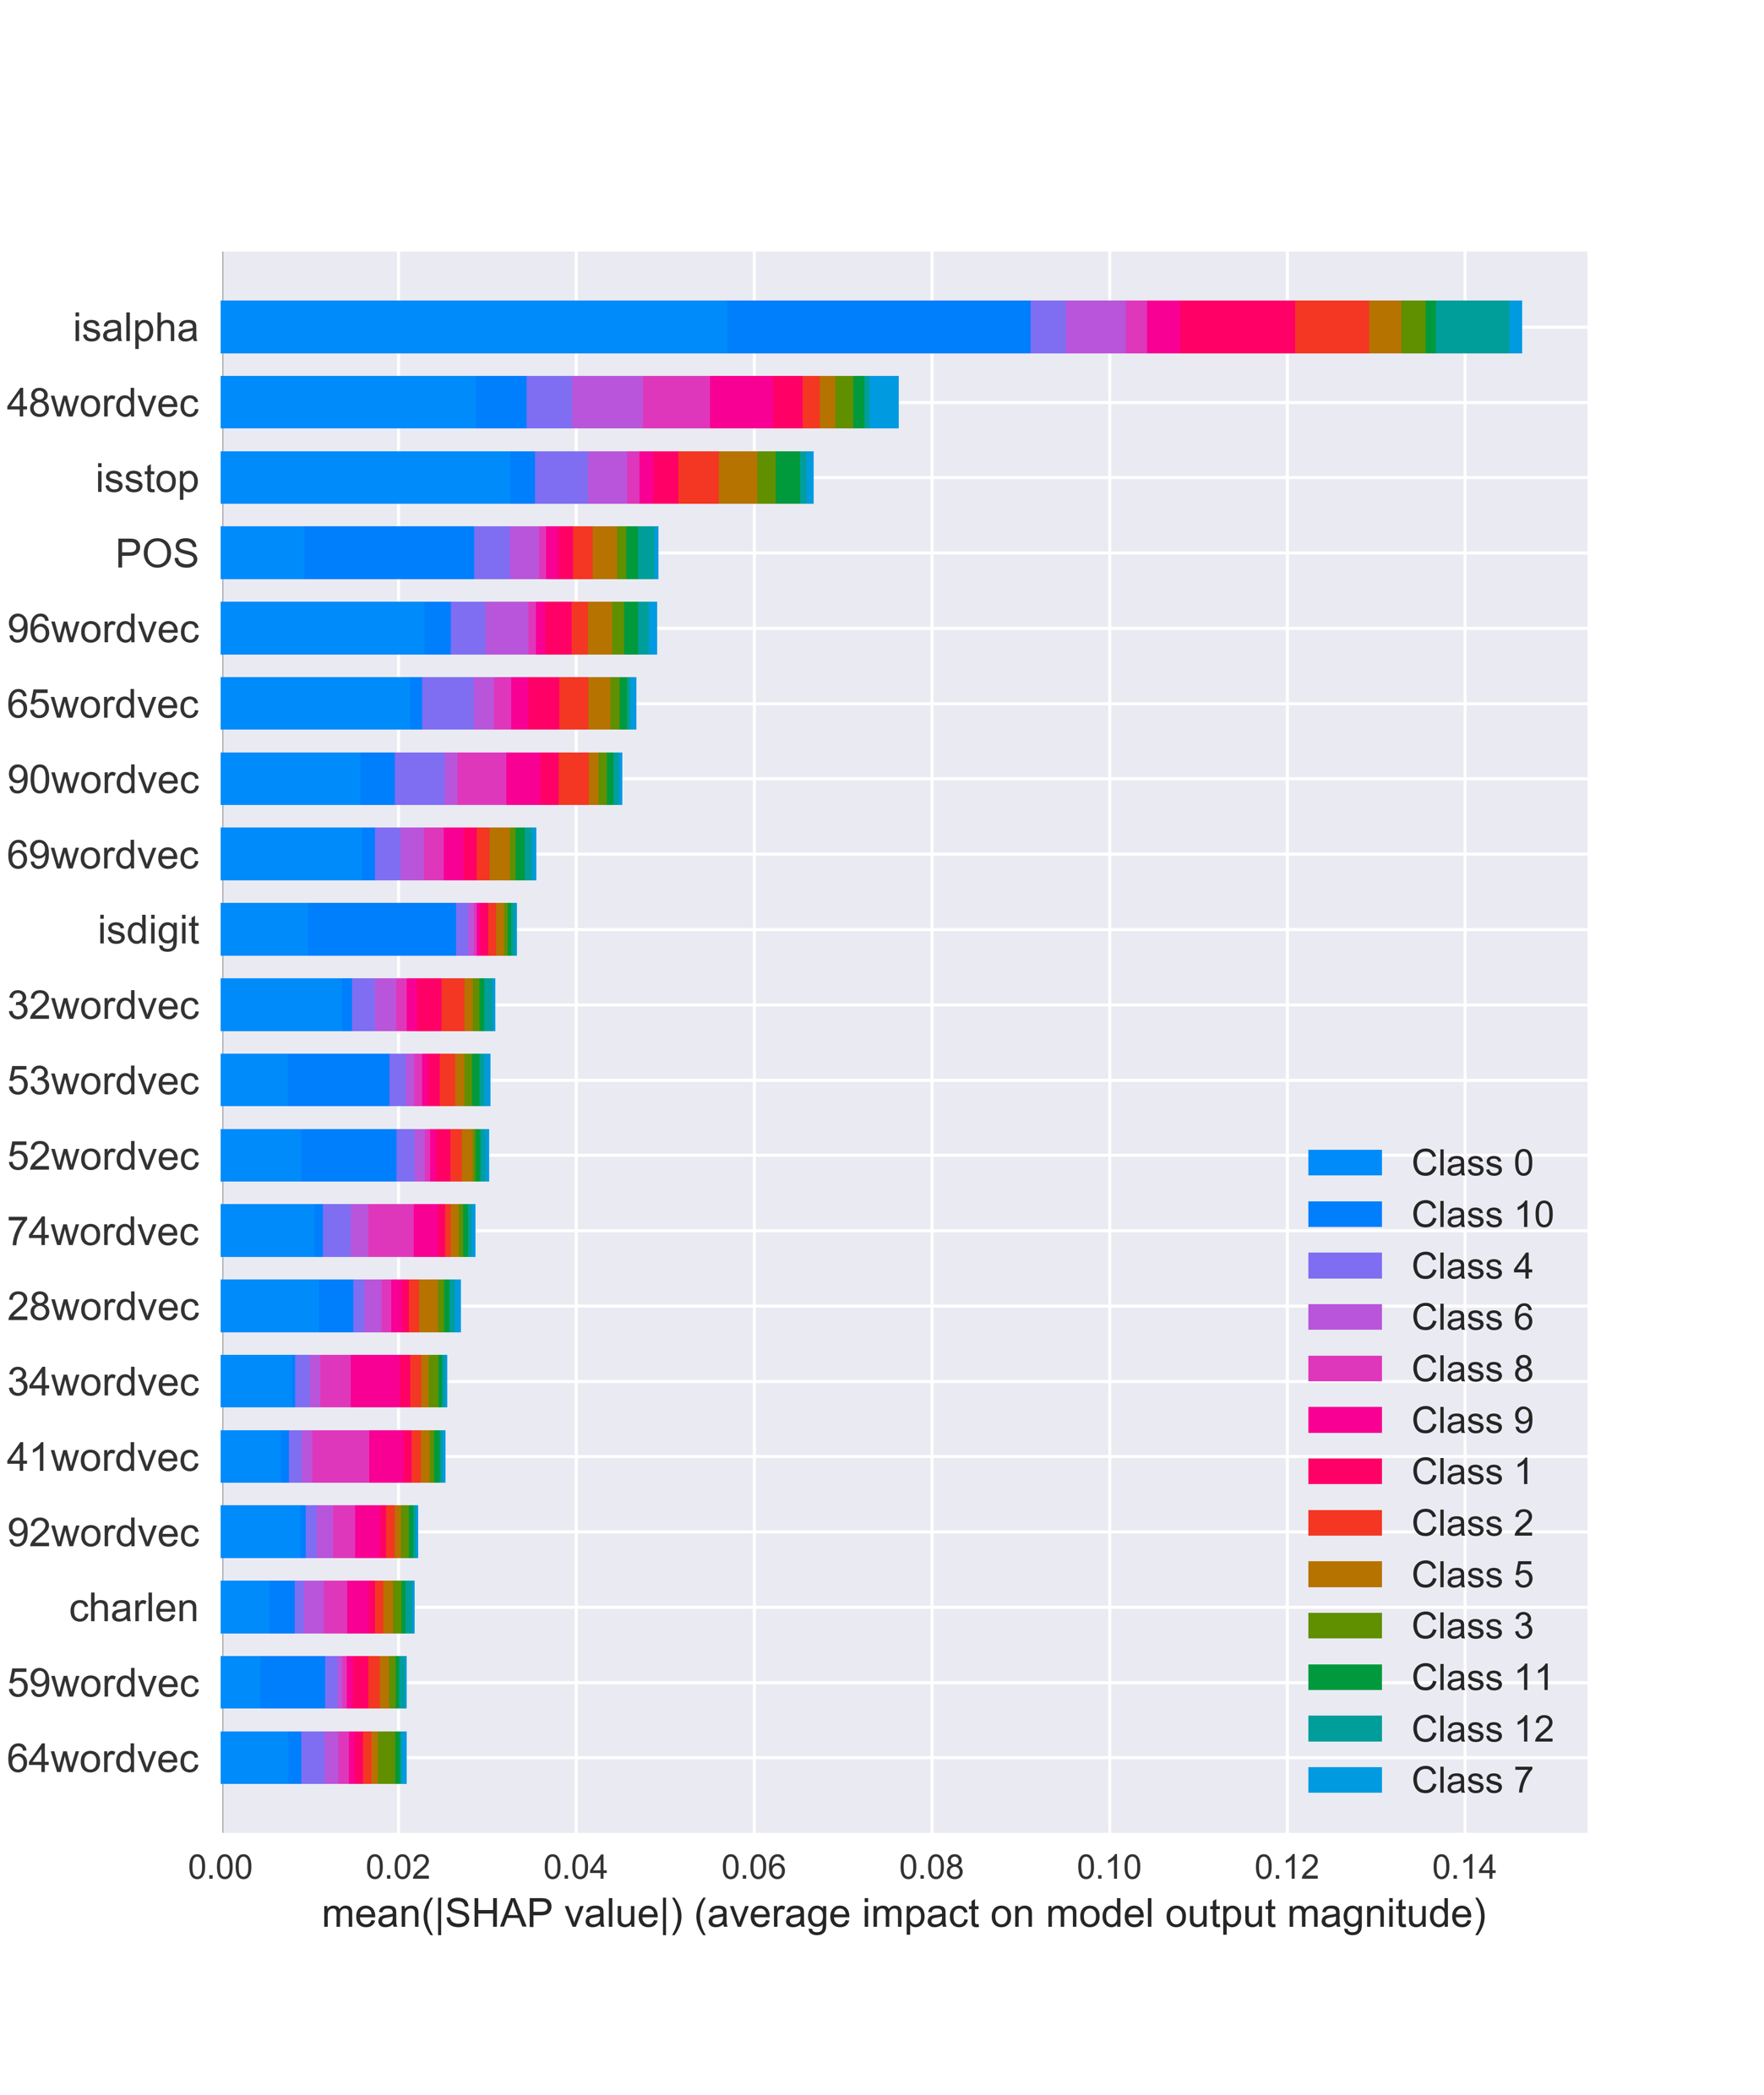 isalpha
48wordvec
isstop
POS
96wordvec
65wordvec
90wordvec
69wordvec
isdigit
32wordvec
53wordvec
52wordvec
74wordvec
28wordvec
34wordvec
41wordvec
92wordvec
charlen
59wordvec
64wordvec
Class 0
Class 10
Class 4
Class 6
Class 8
Class 9
Class 1
Class 2
Class 5
Class 3
Class 11
Class 12
Class 7
0.00 0.02 0.04 0.06 0.08 0.10 0.12 0.14
mean(|SHAP value|) (average impact on model output magnitude)